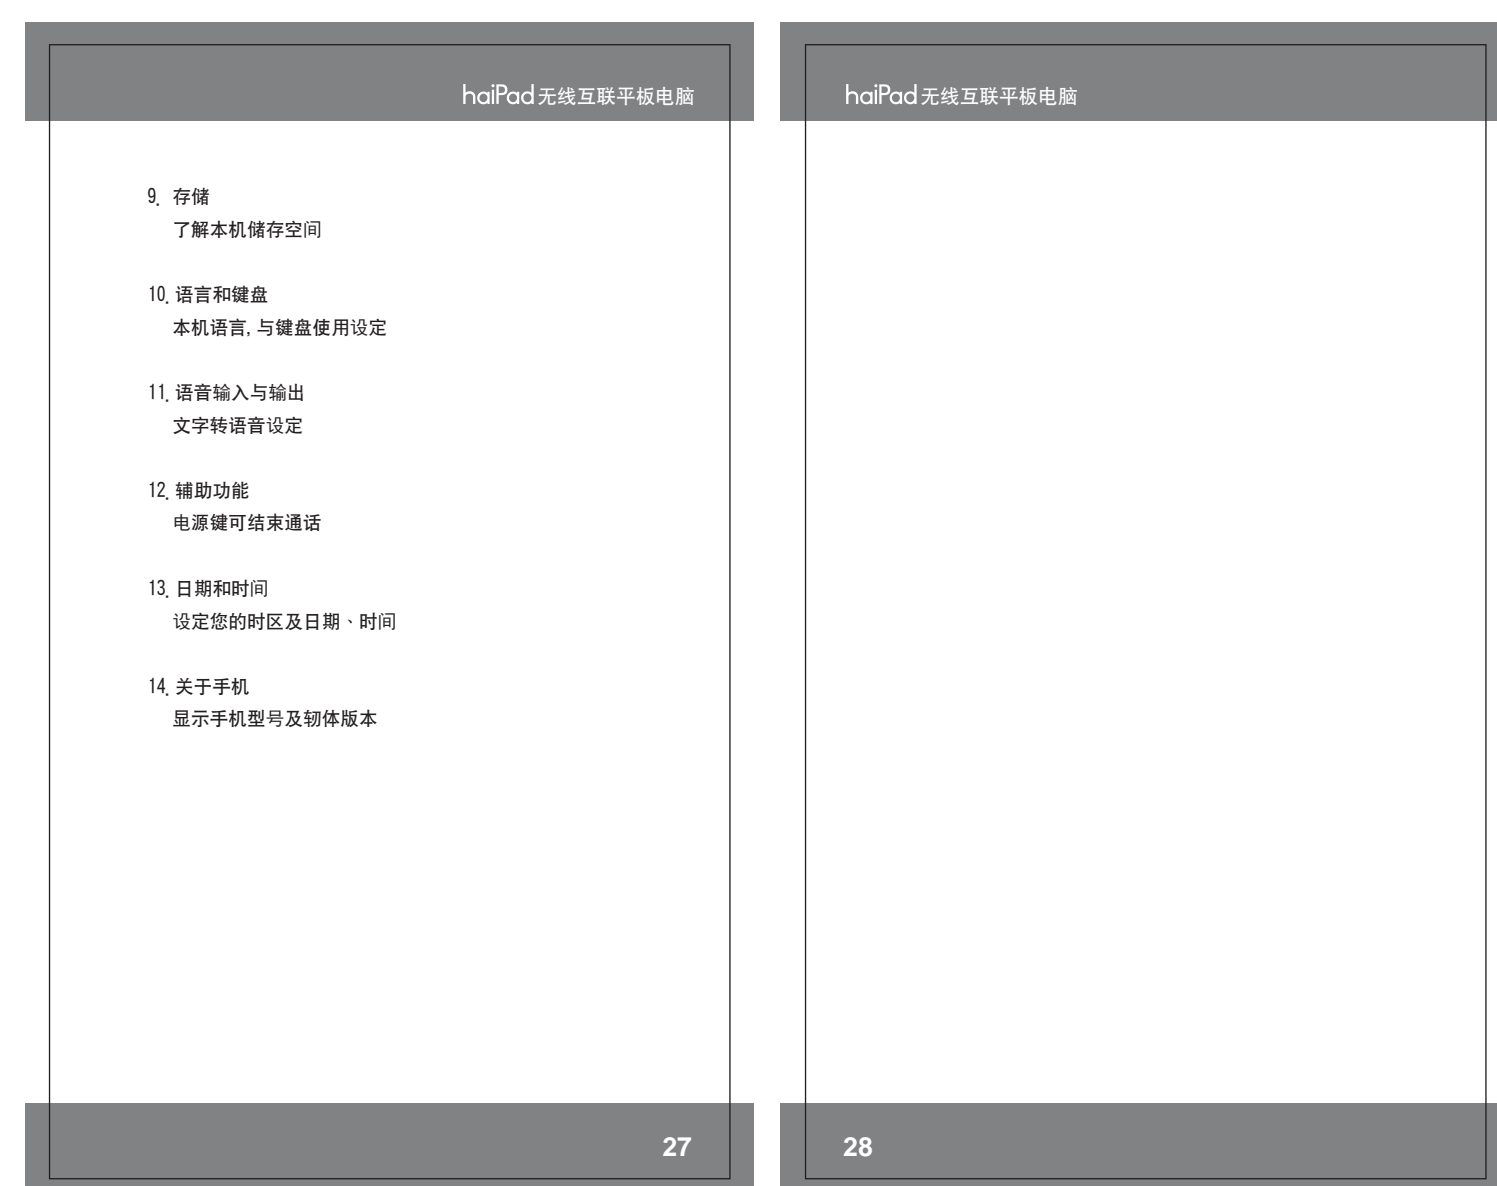 haiPad无线互联平板电脑
9. 存储
了解本机储存空间
10. 语言和键盘
本机语言, 与键盘使用设定
11. 语音输入与输出
文字转语音设定
12. 辅助功能
电源键可结束通话
13. 日期和时间
设定您的时区及日期、时间
14. 关于手机
显示手机型号及轫体版本
27
haiPad无线互联平板电脑
28